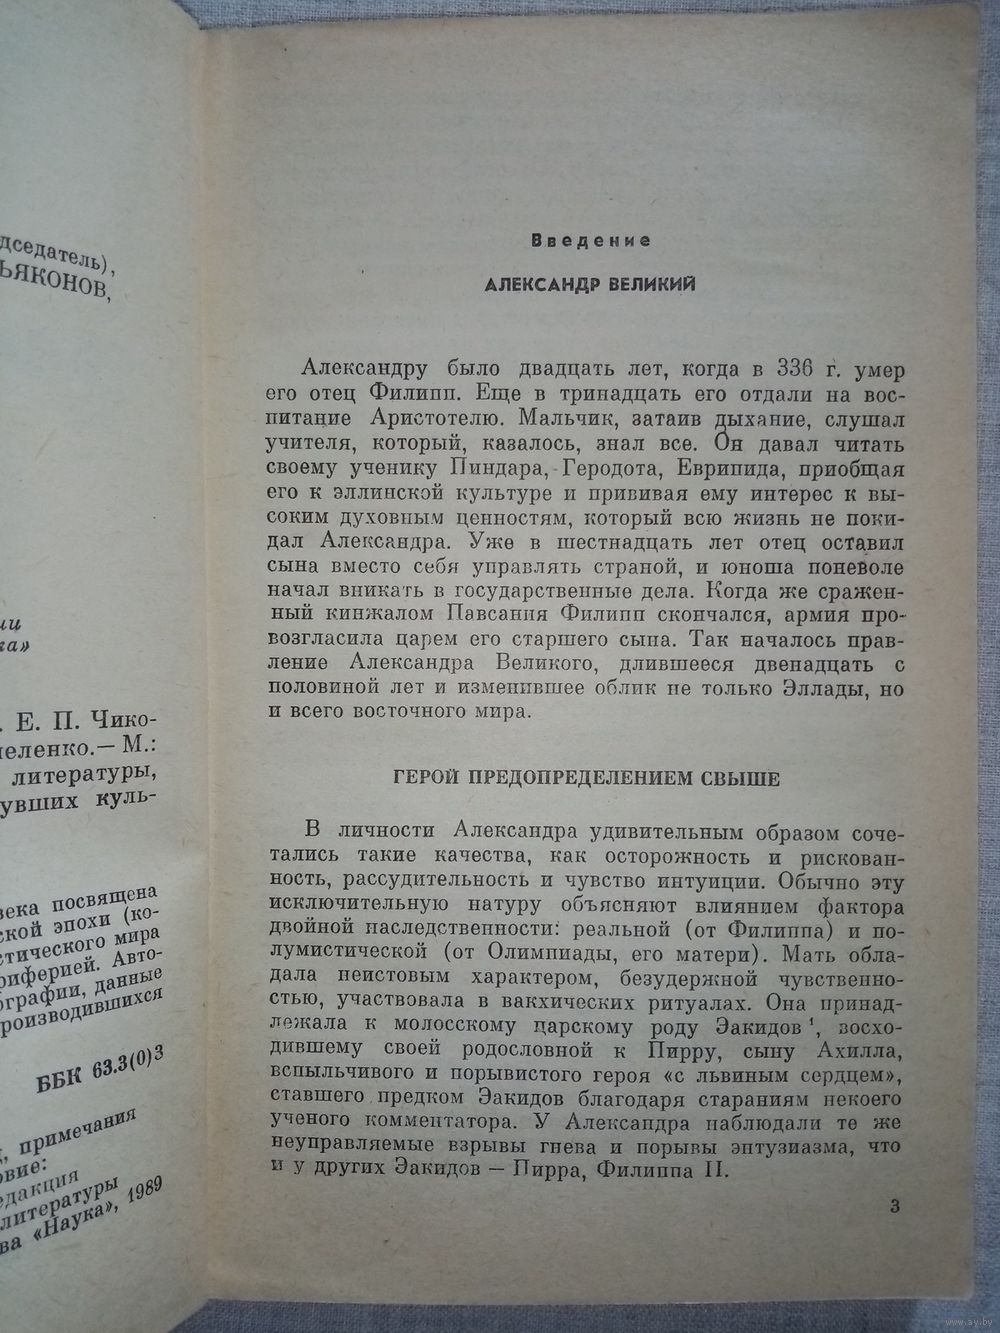 дседатель),
ЬЯКОНОВ,
ка»
. Е. П. Чико-
еленко.— М.:
литературы,
увших куль-
века посвящена
ской эпохи (ко-
стического мира
риферией. Авто-
ографии, данные
роизводившихся
ББК 63.3(0)3
, примечания
овие:
едакция
литературы
ва «Наука», 1989
Введение
АЛЕКСАНДР ВЕЛИКИЙ
Александру было двадцать лет, когда в 336 г. умер
его отец Филипп. Еще в тринадцать его отдали на вос-
питание Аристотелю. Мальчик, затаив дыхание, слушал
учителя, который, казалось, знал все. Он давал читать
своему ученику Пиндара, Геродота, Еврипида, приобщая
его к эллинской культуре и прививая ему интерес к вы-
соким духовным ценностям, который всю жизнь не поки-
дал Александра. Уже в шестнадцать лет отец оставил
сына вместо себя управлять страной, и юноша поневоле
начал вникать в государственные дела. Когда же сражен-
ный кинжалом Павсания Филипп скончался, армия про-
возгласила царем его старшего сына. Так началось прав-
ление Александра Великого, длившееся двенадцать с
половиной лет и изменившее облик не только Эллады, но
и всего восточного мира.
ГЕРОЙ ПРЕДОПРЕДЕЛЕНИЕМ СВЫШЕ
В личности Александра удивительным образом соче-
тались такие качества, как осторожность и рискован-
ность, рассудительность и чувство интуиции. Обычно эту
исключительную натуру объясняют влиянием фактора
двойной наследственности: реальной (от Филиппа) и по-
лумистической (от Олимпиады, его матери). Мать обла-
дала неистовым характером, безудержной чувственно-
стью, участвовала в вакхических ритуалах. Она принад-
лежала к молосскому царскому роду Эакидов¹, восхо-
дившему своей родословной к Пирру, сыну Ахилла,
вспыльчивого и порывистого героя «с львиным сердцем»,
ставшего предком Эакидов благодаря стараниям некоего
ученого комментатора. У Александра наблюдали те же
неуправляемые взрывы гнева и порывы энтузиазма, что
и у других Эакидов — Пирра, Филиппа II.
3
www.ay.by